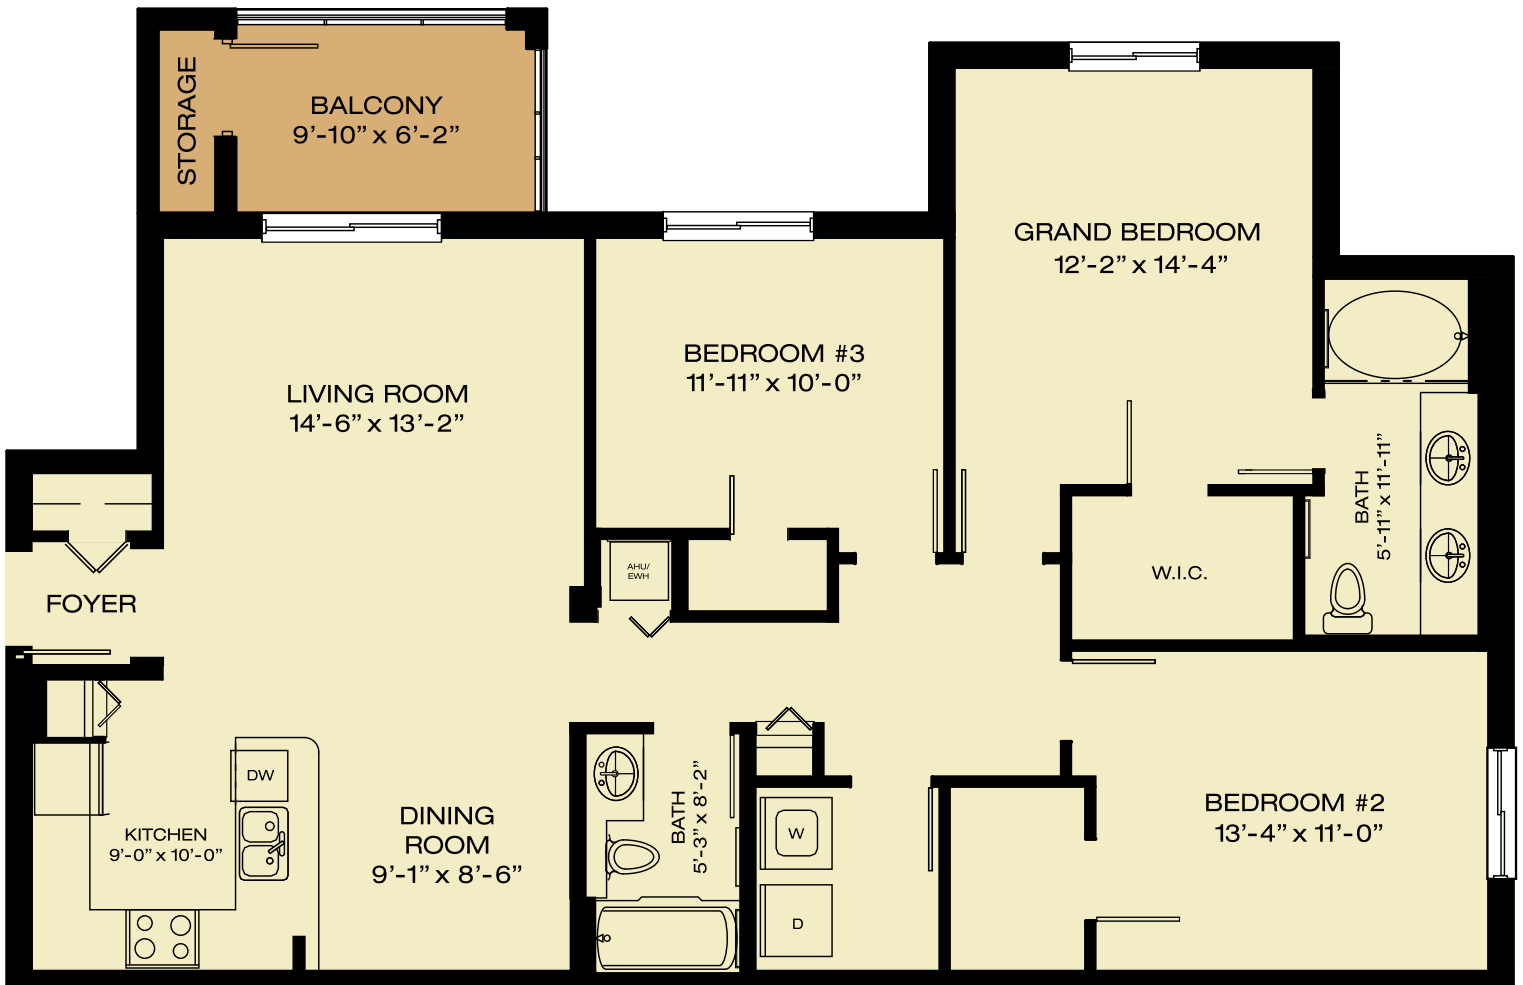 STORAGE
BALCONY
9’-10” x 6’-2”
GRAND BEDROOM
12’-2” x 14’-4”
BEDROOM #3
11’-11” x 10’-0”
LIVING ROOM
14’-6” x 13’-2”
BATH
5’-11” x 11’-11”
AHU/
EWH
W.I.C.
FOYER
DW
KITCHEN
9’-0” x 10’-0”
DINING
ROOM
9’-1” x 8’-6”
BATH
5’-3” x 8’-2”
W
D
BEDROOM #2
13’-4” x 11’-0”